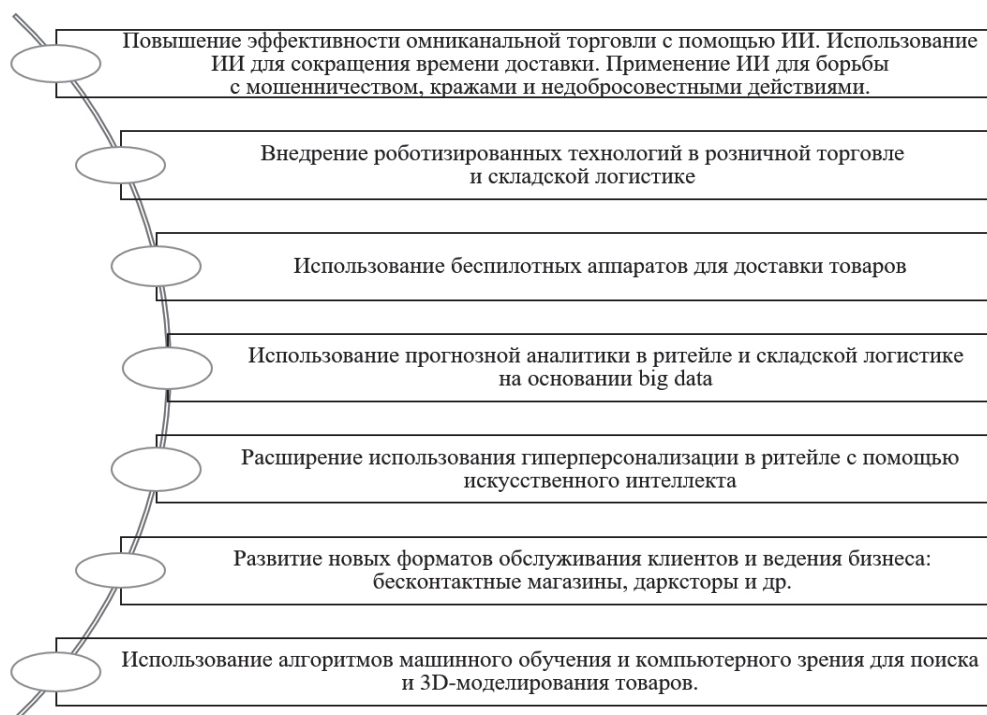 Повышение эффективности омниканальной торговли с помощью ИИ. Использование
ИИ для сокращения времени доставки. Применение ИИ для борьбы
с мошенничеством, кражами и недобросовестными действиями.
Внедрение роботизированных технологий в розничной торговле
и складской логистике
Использование беспилотных аппаратов для доставки товаров
Использование прогнозной аналитики в ритейле и складской логистике
на основании big data
Расширение использования гиперперсонализации в ритейле с помощью
искусственного интеллекта
Развитие новых форматов обслуживания клиентов и ведения бизнеса:
бесконтактные магазины, даркcторы и др.
Использование алгоритмов машинного обучения и компьютерного зрения для поиска
и 3D-моделирования товаров.